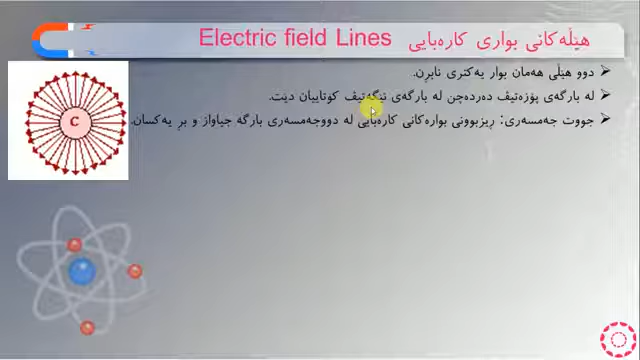 هێڵەکانی بواری کارەبایی Electric field Lines
دوو هێڵی هەمان بوار یەکتری نابڕن.
لە بارگەی پۆزەتیڤ دەردەچن لە بارگەی نێگەتیڤ کوتاییان دێت.
جووت جەمسەری: ڕیزبوونی بوارەکانی کارەبایی لە دووجەمسەری بارگە جیاواز و بڕ یەکسان.
C